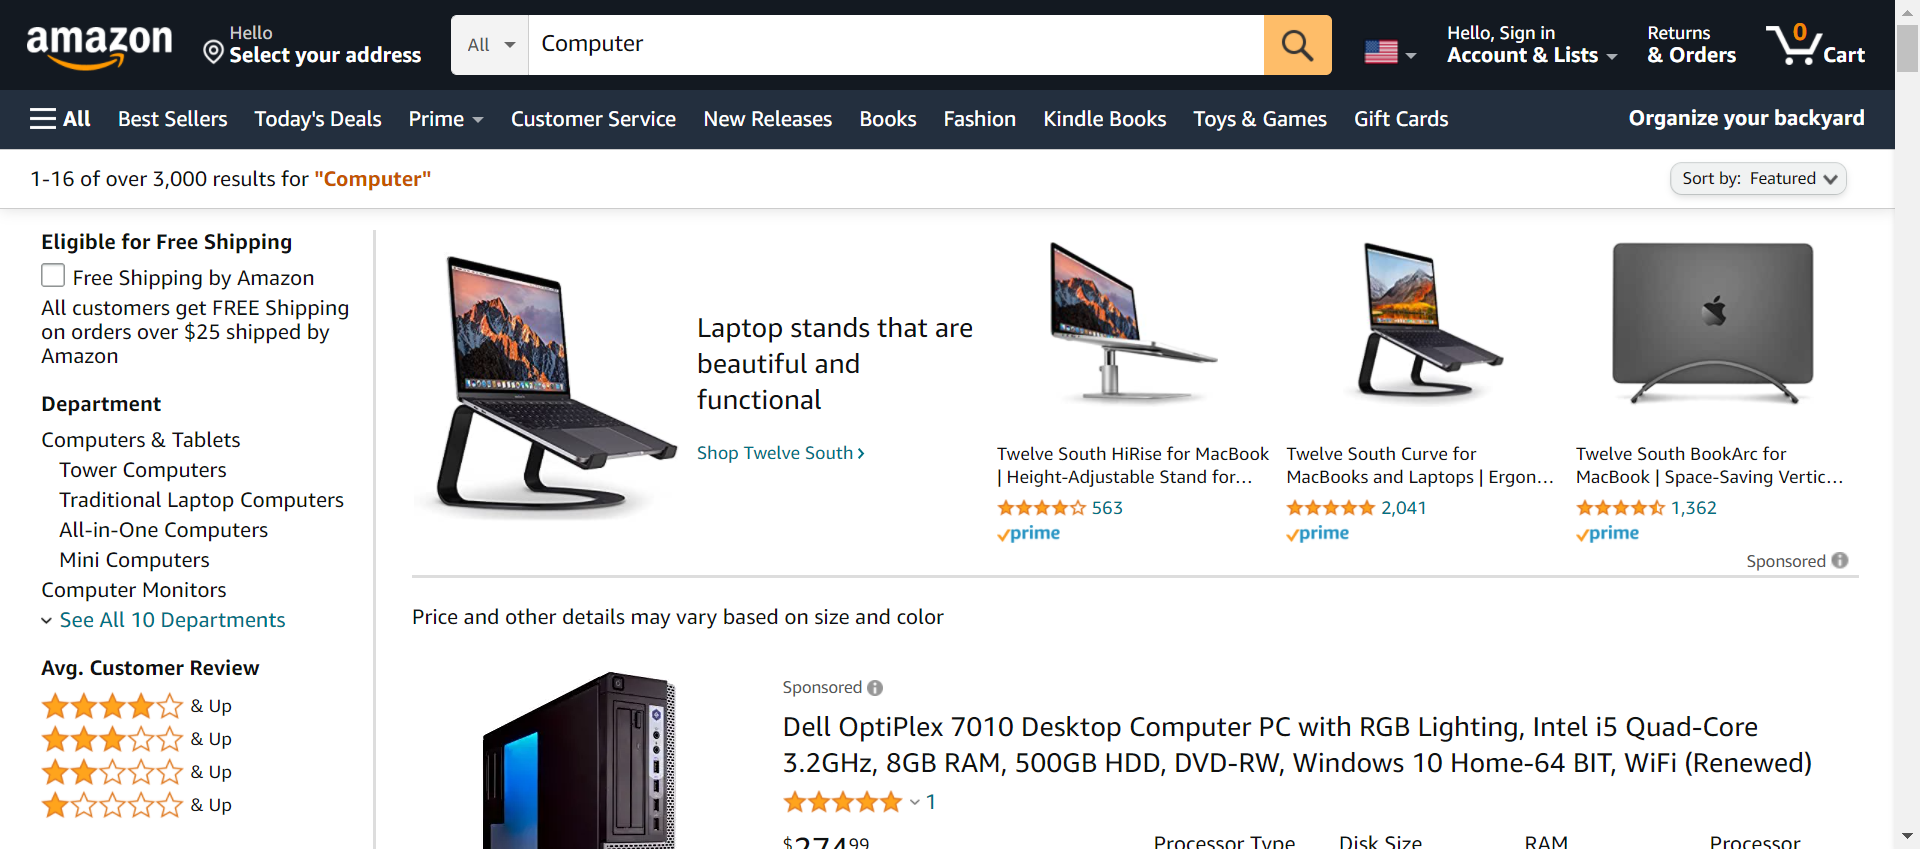 amazon
Hello
Select your address
All
Computer
Hello, Sign in
Account & Lists
Returns
& Orders
0
Cart
All
Best Sellers
Today's Deals
Prime
Customer Service
New Releases
Books
Fashion
Kindle Books
Toys & Games
Gift Cards
Organize your backyard
1-16 of over 3,000 results for "Computer"
Sort by: Featured
Eligible for Free Shipping
Free Shipping by Amazon
All customers get FREE Shipping
on orders over $25 shipped by
Amazon
Department
Computers & Tablets
Tower Computers
Traditional Laptop Computers
All-in-One Computers
Mini Computers
Computer Monitors
See All 10 Departments
Avg. Customer Review
& Up
& Up
& Up
& Up
Laptop stands that are
beautiful and
functional
Shop Twelve South ›
Twelve South HiRise for MacBook
| Height-Adjustable Stand for...
563
prime
Twelve South Curve for
MacBooks and Laptops | Ergon...
2,041
prime
Twelve South BookArc for
MacBook | Space-Saving Vertic...
1,362
prime
Sponsored
Price and other details may vary based on size and color
Sponsored
Dell OptiPlex 7010 Desktop Computer PC with RGB Lighting, Intel i5 Quad-Core
3.2GHz, 8GB RAM, 500GB HDD, DVD-RW, Windows 10 Home-64 BIT, WiFi (Renewed)
1
$274.99
Processor Type
Disk Size
RAM
Processor